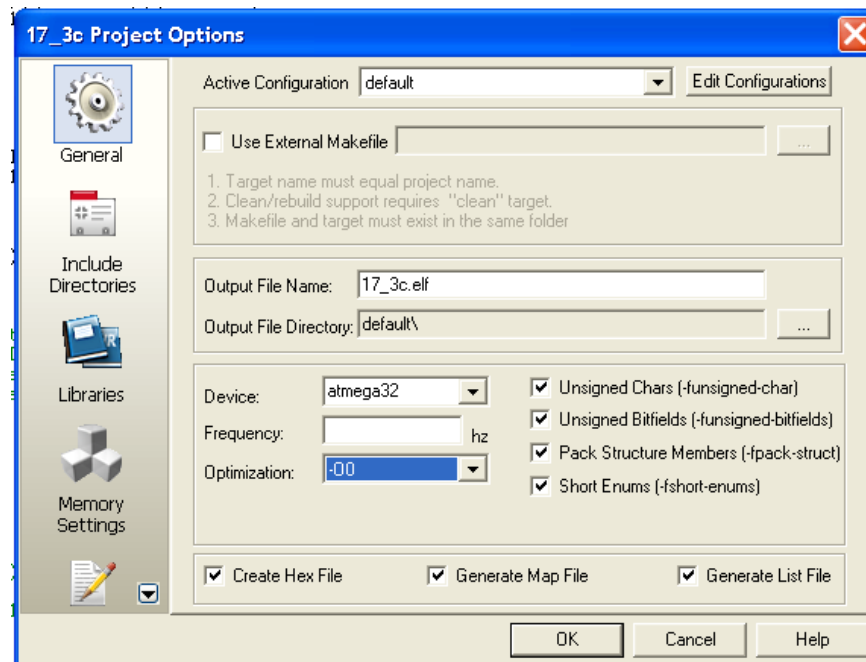 17_3c Project Options
General
Include
Directories
Libraries
Memory
Settings
Active Configuration default Edit Configurations
Use External Makefile ...
1. Target name must equal project name.
2. Clean/rebuild support requires "clean" target.
3. Makefile and target must exist in the same folder
Output File Name: 17_3c.elf
Output File Directory: default\ ...
Device: atmega32
Frequency: hz
Optimization: -O0
Unsigned Chars (-funsigned-char)
Unsigned Bitfields (-funsigned-bitfields)
Pack Structure Members (-fpack-struct)
Short Enums (-fshort-enums)
Create Hex File Generate Map File Generate List File
OK Cancel Help